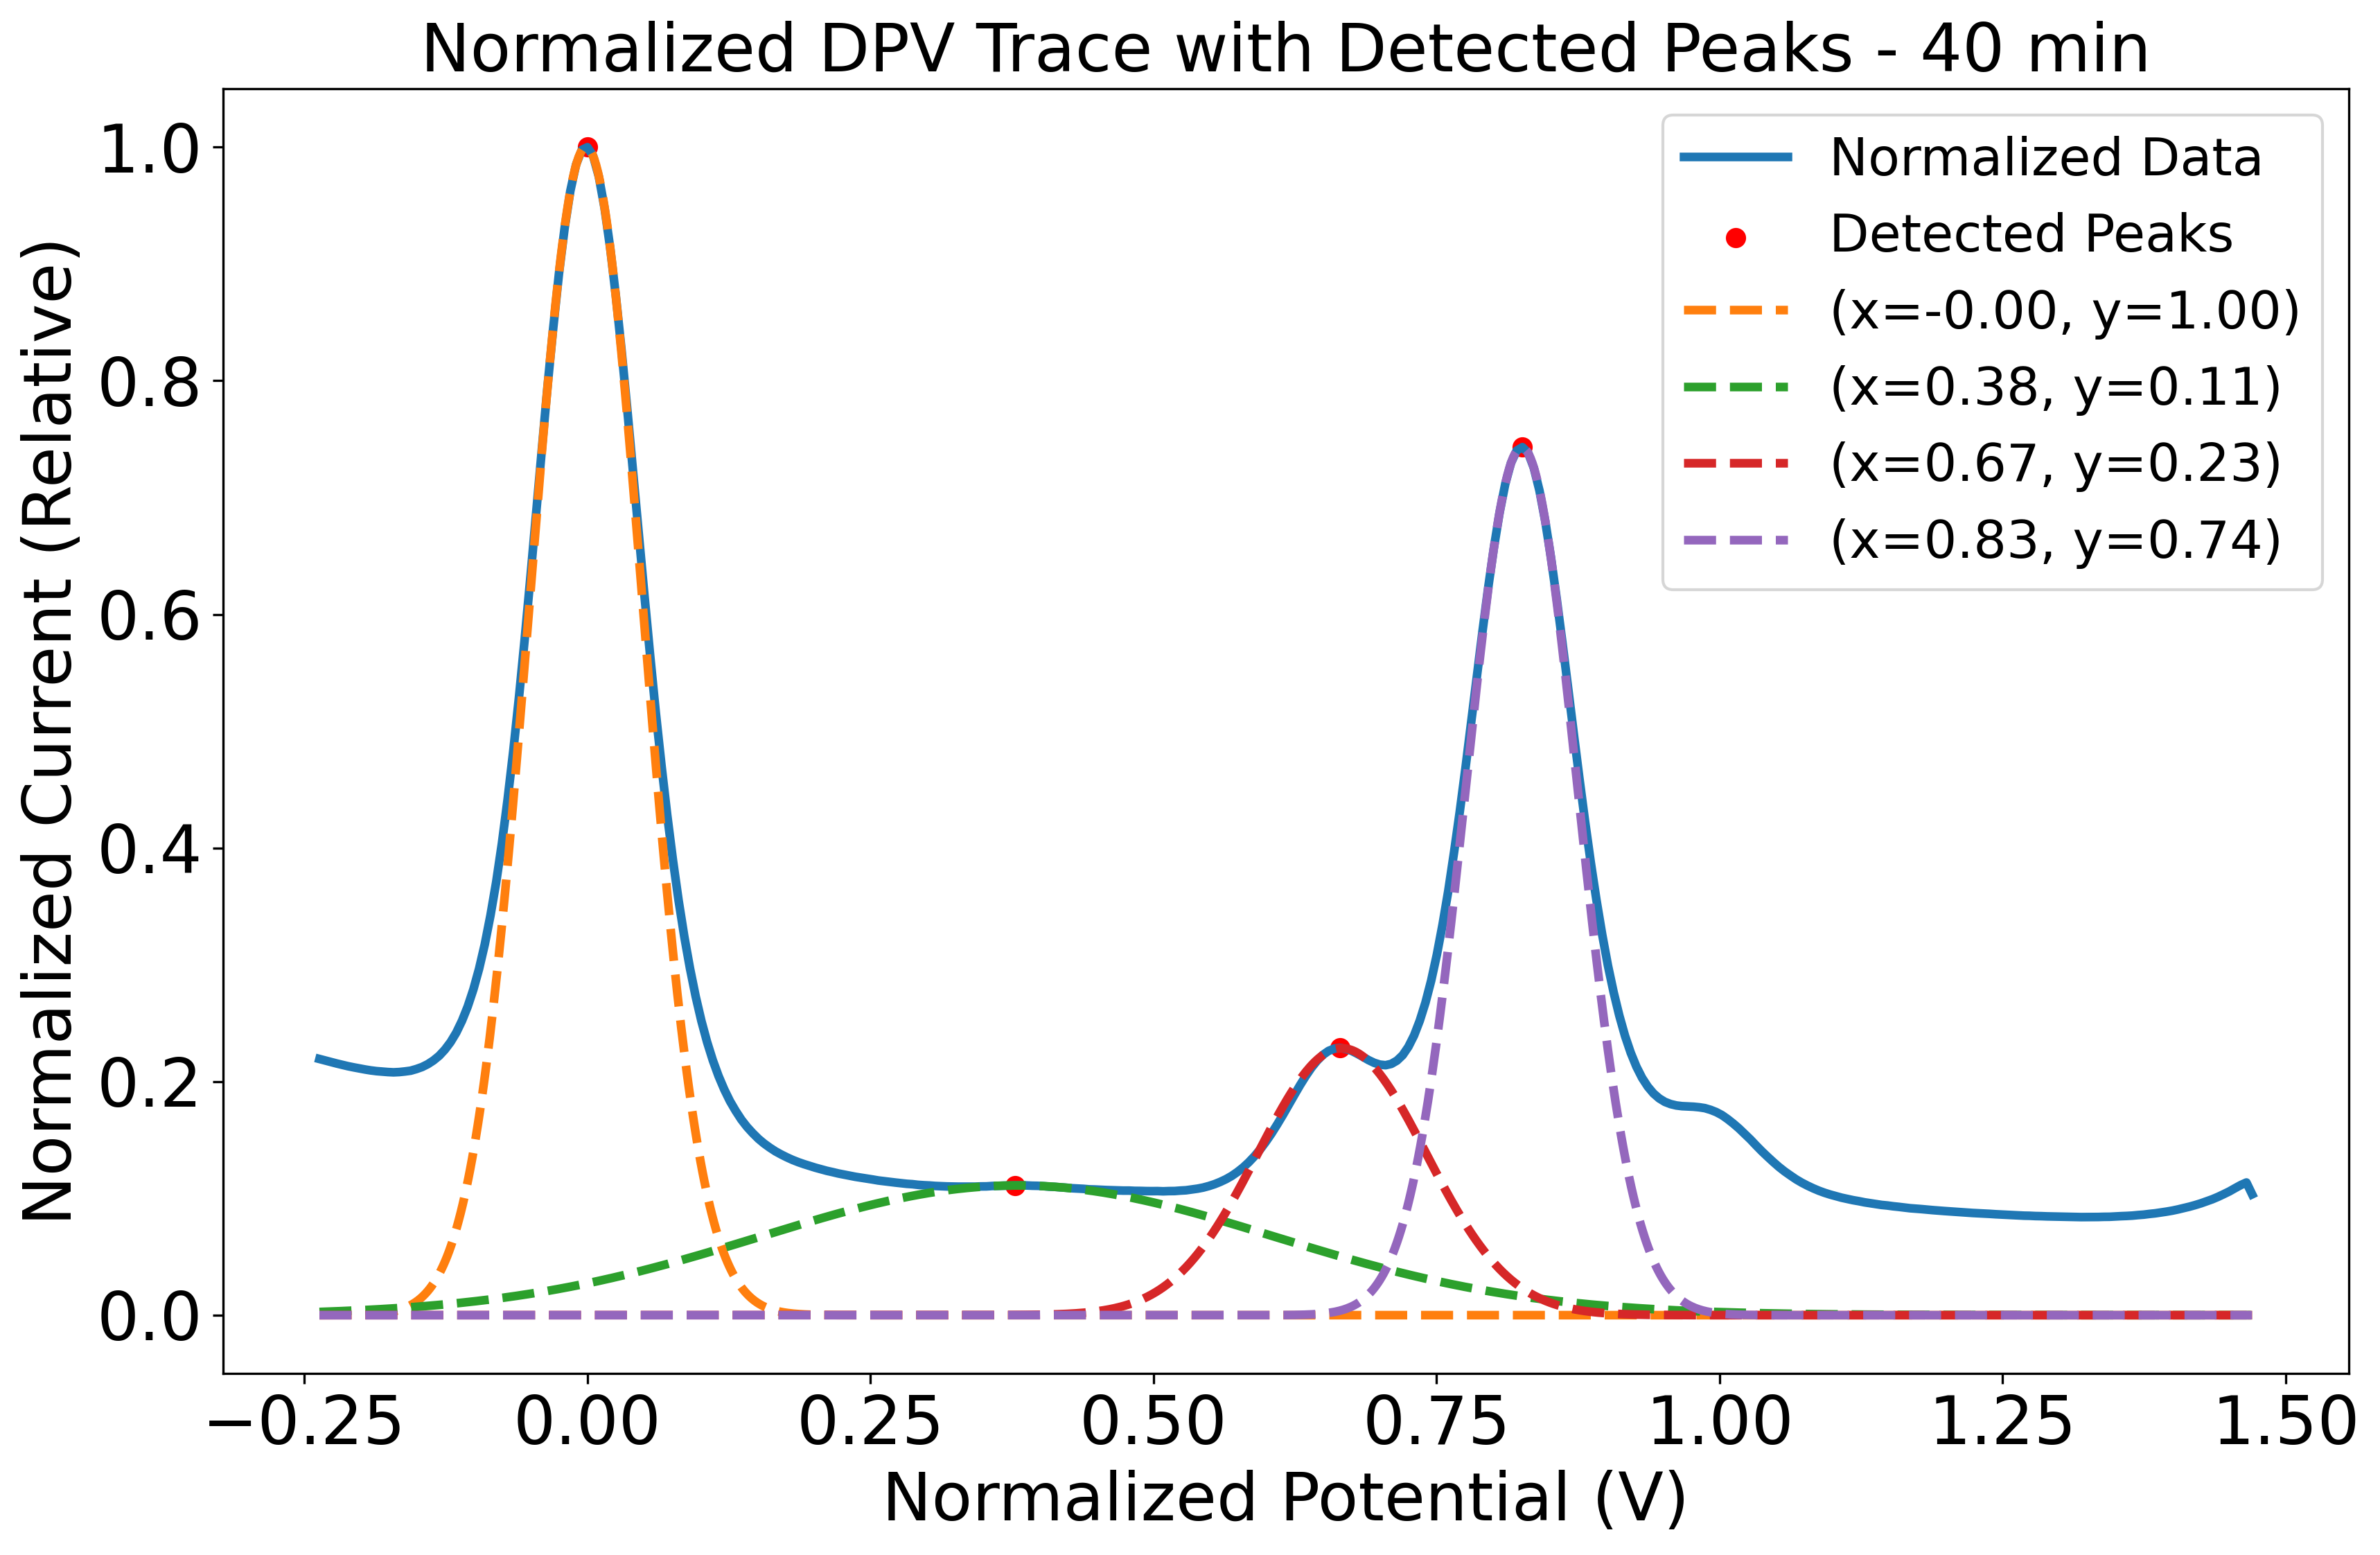 Normalized DPV Trace with Detected Peaks - 40 min
Normalized Current (Relative)
1.0
0.8
0.6
0.4
0.2
0.0
Normalized Data
Detected Peaks
(x=-0.00, y=1.00)
(x=0.38, y=0.11)
(x=0.67, y=0.23)
(x=0.83, y=0.74)
−0.25 0.00 0.25 0.50 0.75 1.00 1.25 1.50
Normalized Potential (V)